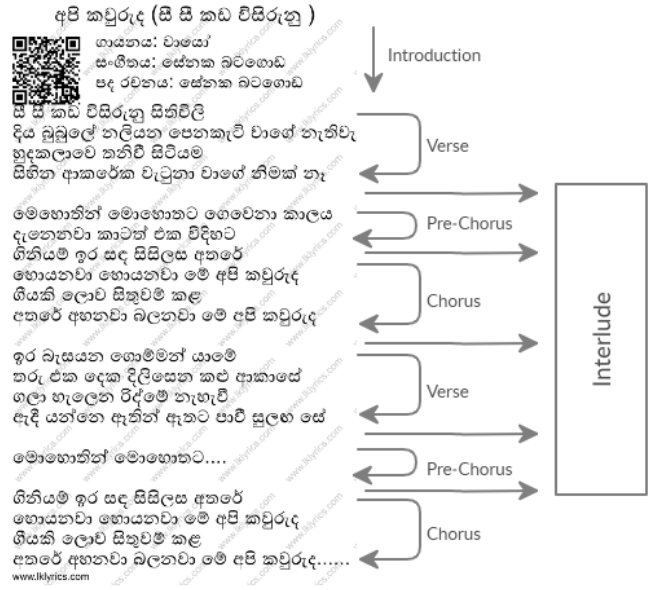 අපි කවුරුද (සී සී කඩ විසිරුනු )
ගායනය: වායෝ
සංගීතය: සේනක බටගොඩ
පද රචනය: සේනක බටගොඩ
සී සී කඩ විසිරුනු සිතිවිලි
දිය බුබුලේ නලියන පෙනකැටි වාගේ නැතිවැ
හුදකලාවෙ තනිවී සිටියම
සිහින ආකරේක වැටුනා වාගේ නිමක් නෑ
මෙහොතින් මොහොතට ගෙවෙනා කාලය
දැනෙනවා කාටත් එක විදිහට
ගිනියම් ඉර සඳ සිසිලස අතරේ
හොයනවා හොයනවා මේ අපි කවුරුද
ගීයකි ලොව සිතුවම් කළ
අතරේ අහනවා බලනවා මේ අපි කවුරුද
ඉර බැසයන ගොම්මන් යාමේ
තරු එක දෙක දිලිසෙන කළු ආකාසේ
ගලා හැලෙන රිද්මේ නැහැවී
ඇදී යන්නෙ ඈතින් ඈතට පාවී සුලඟ සේ
මොහොතින් මොහොතට....
ගිනියම් ඉර සඳ සිසිලස අතරේ
හොයනවා හොයනවා මේ අපි කවුරුද
ගීයකි ලොව සිතුවම් කළ
අතරේ අහනවා බලනවා මේ අපි කවුරුද......
www.lklyrics.com
Introduction
Verse
Pre-Chorus
Chorus
Verse
Pre-Chorus
Chorus
Interlude